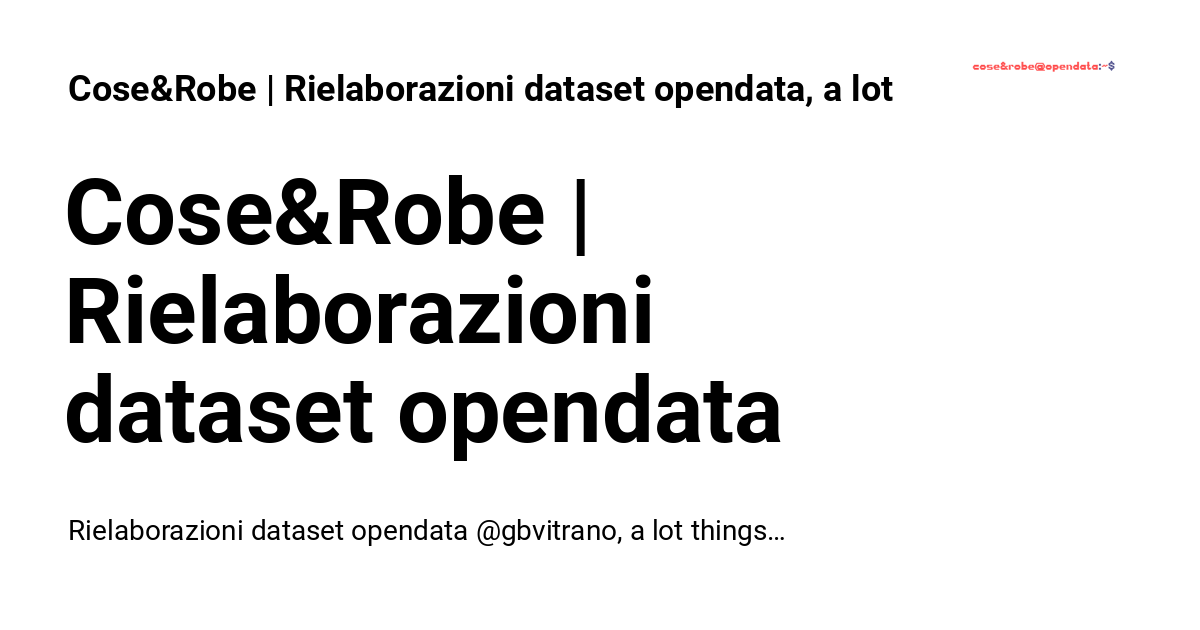 Cose&Robe | Rielaborazioni dataset opendata, a lot
cose&robe@opendata:~$
Cose&Robe |
Rielaborazioni
dataset opendata
Rielaborazioni dataset opendata @gbvitrano, a lot things…